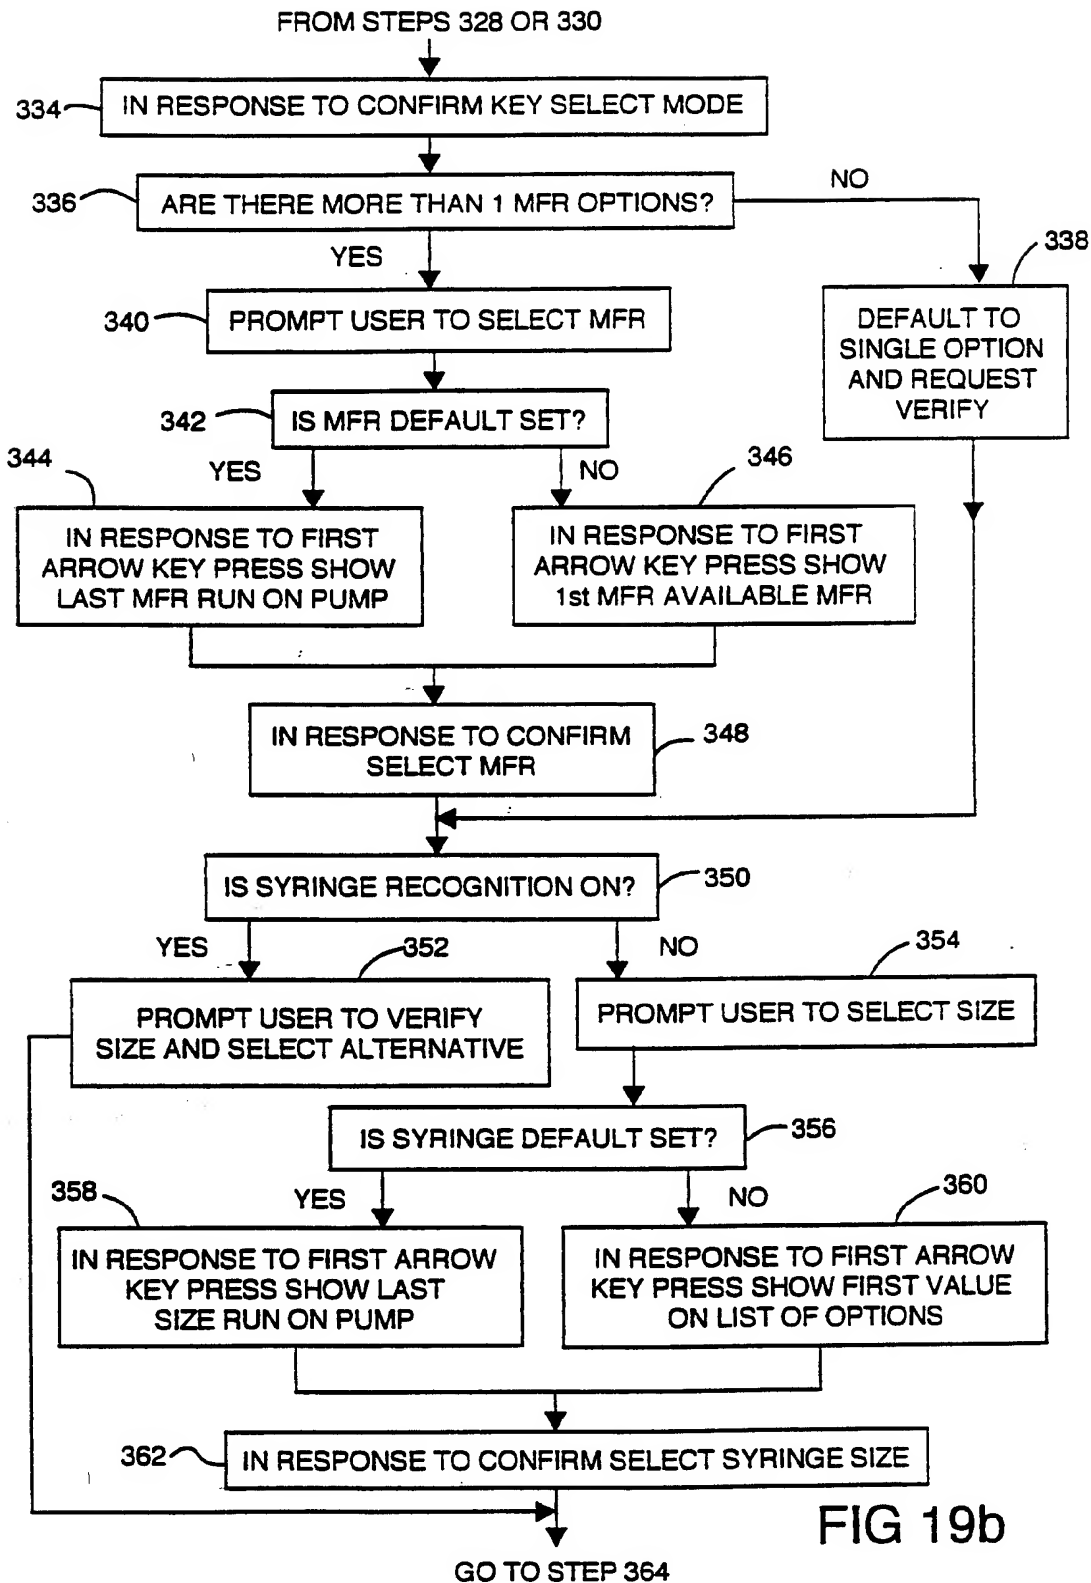 FROM STEPS 328 OR 330
334
IN RESPONSE TO CONFIRM KEY SELECT MODE
336
ARE THERE MORE THAN 1 MFR OPTIONS?
NO
YES
338
340
PROMPT USER TO SELECT MFR
DEFAULT TO
SINGLE OPTION
AND REQUEST
VERIFY
342
IS MFR DEFAULT SET?
344
YES
NO
346
IN RESPONSE TO FIRST
ARROW KEY PRESS SHOW
LAST MFR RUN ON PUMP
IN RESPONSE TO FIRST
ARROW KEY PRESS SHOW
1st MFR AVAILABLE MFR
IN RESPONSE TO CONFIRM
SELECT MFR
348
IS SYRINGE RECOGNITION ON?
350
YES
352
NO
354
PROMPT USER TO VERIFY
SIZE AND SELECT ALTERNATIVE
PROMPT USER TO SELECT SIZE
IS SYRINGE DEFAULT SET?
356
358
YES
NO
360
IN RESPONSE TO FIRST ARROW
KEY PRESS SHOW LAST
SIZE RUN ON PUMP
IN RESPONSE TO FIRST ARROW
KEY PRESS SHOW FIRST VALUE
ON LIST OF OPTIONS
362
IN RESPONSE TO CONFIRM SELECT SYRINGE SIZE
FIG 19b
GO TO STEP 364